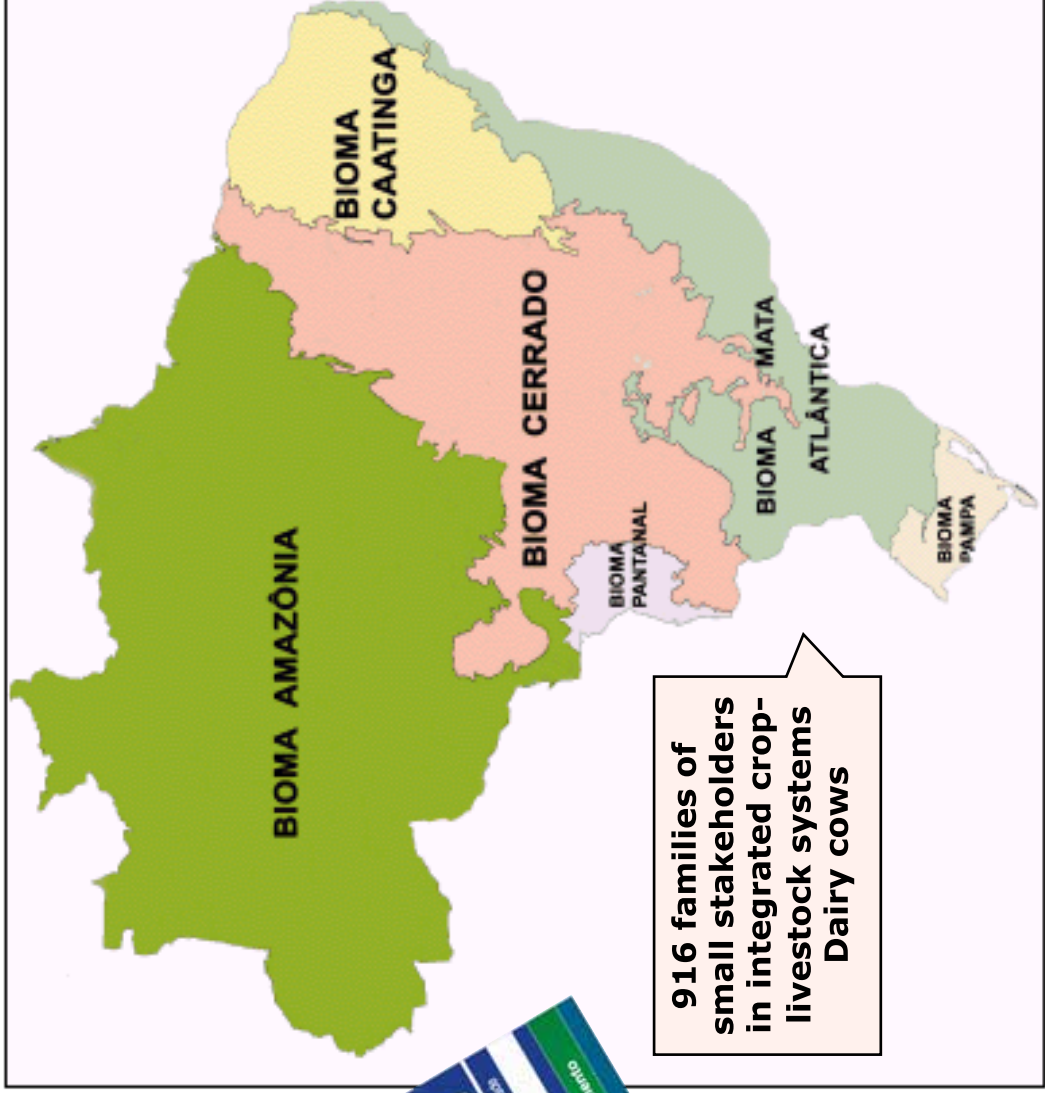 BIOMA AMAZÔNIA
BIOMA
CAATINGA
BIOMA CERRADO
BIOMA
PANTANAL
BIOMA MATA
ATLÂNTICA
BIOMA
PAMPA
916 families of
small stakeholders
in integrated crop-
livestock systems
Dairy cows